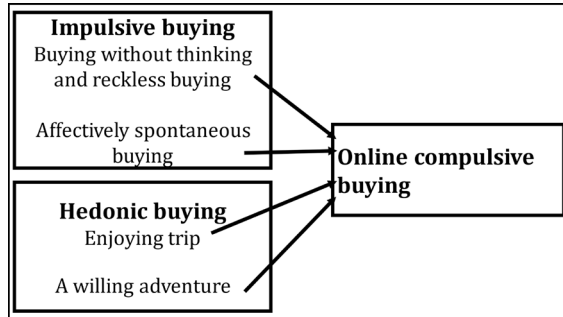 Impulsive buying
Buying without thinking
and reckless buying
Affectively spontaneous
buying
Hedonic buying
Enjoying trip
A willing adventure
Online compulsive
buying